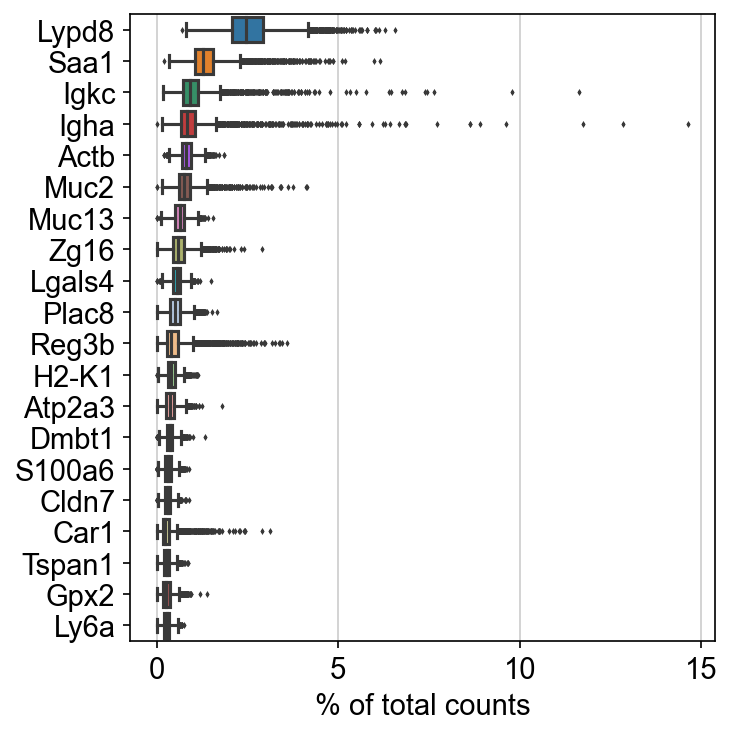 Lypd8
Saa1
Igkc
Igha
Actb
Muc2
Muc13
Zg16
Lgals4
Plac8
Reg3b
H2-K1
Atp2a3
Dmbt1
S100a6
Cldn7
Car1
Tspan1
Gpx2
Ly6a
0 5 10 15
% of total counts